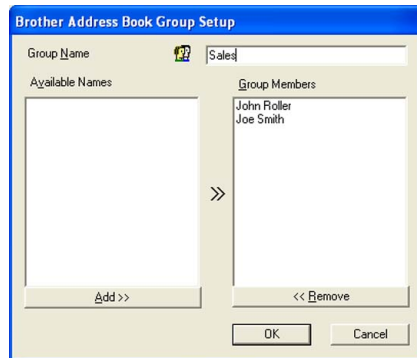 Brother Address Book Group Setup
Group Name
Sales
Available Names
Group Members
John Roller
Joe Smith
>>
Add >>
<< Remove
OK
Cancel